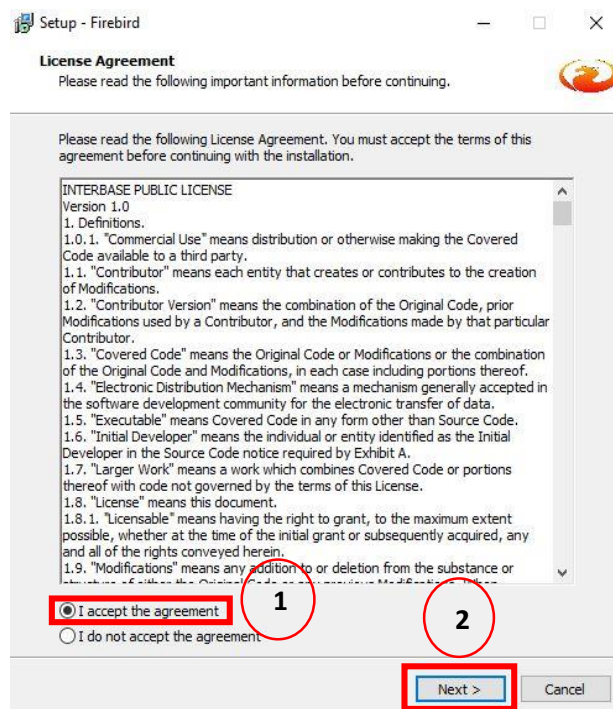 Setup - Firebird
License Agreement
Please read the following important information before continuing.
Please read the following License Agreement. You must accept the terms of this
agreement before continuing with the installation.
INTERBASE PUBLIC LICENSE
Version 1.0
1. Definitions.
1.0.1. "Commercial Use" means distribution or otherwise making the Covered
Code available to a third party.
1.1. "Contributor" means each entity that creates or contributes to the creation
of Modifications.
1.2. "Contributor Version" means the combination of the Original Code, prior
Modifications used by a Contributor, and the Modifications made by that particular
Contributor.
1.3. "Covered Code" means the Original Code or Modifications or the combination
of the Original Code and Modifications, in each case including portions thereof.
1.4. "Electronic Distribution Mechanism" means a mechanism generally accepted in
the software development community for the electronic transfer of data.
1.5. "Executable" means Covered Code in any form other than Source Code.
1.6. "Initial Developer" means the individual or entity identified as the Initial
Developer in the Source Code notice required by Exhibit A.
1.7. "Larger Work" means a work which combines Covered Code or portions
thereof with code not governed by the terms of this License.
1.8. "License" means this document.
1.8.1. "Licensable" means having the right to grant, to the maximum extent
possible, whether at the time of the initial grant or subsequently acquired, any
and all of the rights conveyed herein.
1.9. "Modifications" means any addition to or deletion from the substance or
structure of either the Original Code or any previous Modifications. When
I accept the agreement
1
I do not accept the agreement
2
Next >
Cancel